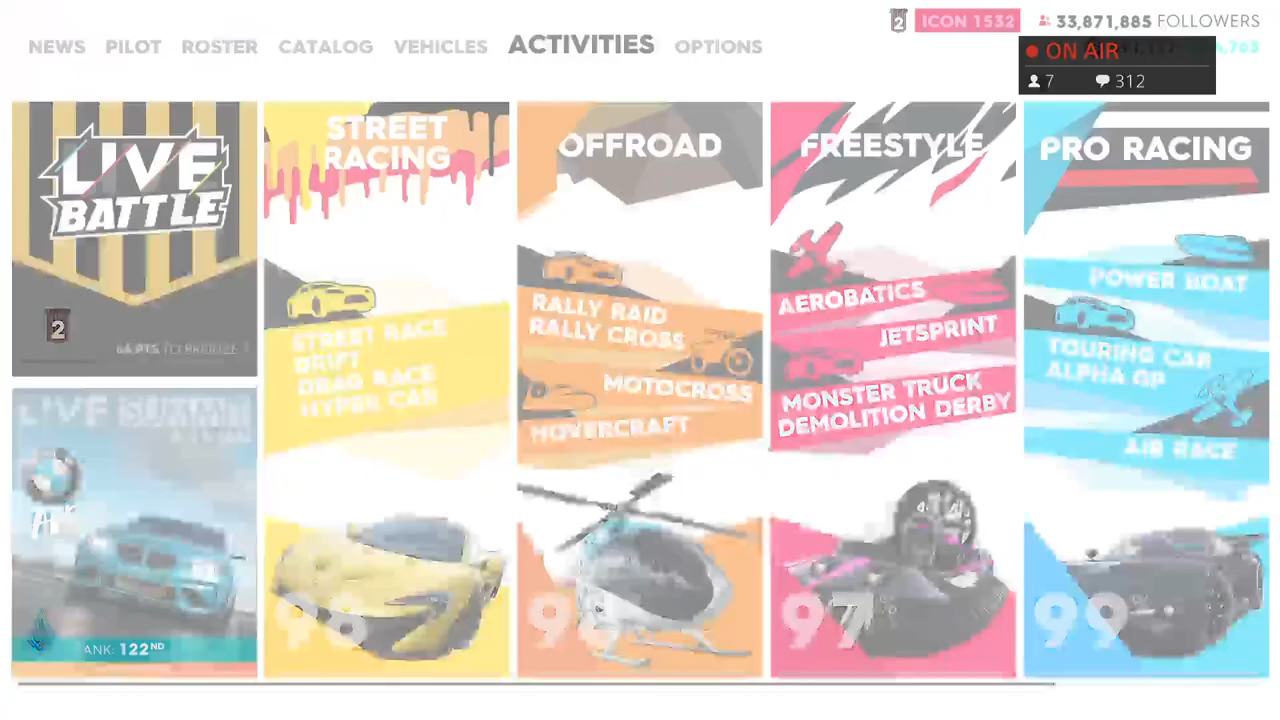 2 ICON 1532 33,871,885 FOLLOWERS
NEWS PILOT ROSTER CATALOG VEHICLES ACTIVITIES OPTIONS
ON AIR
7 312
LIVE
BATTLE
2
LIVE SUMMIT
RANK: 122ND
STREET
RACING
STREET RACE
DRIFT
DRAG RACE
HYPER CAR
OFFROAD
RALLY RAID
RALLY CROSS
MOTOCROSS
HOVERCRAFT
FREESTYLE
AEROBATICS
JETSPRINT
MONSTER TRUCK
DEMOLITION DERBY
97%
PRO RACING
POWER BOAT
TOURING CAR
ALPHA GP
AIR RACE
99%